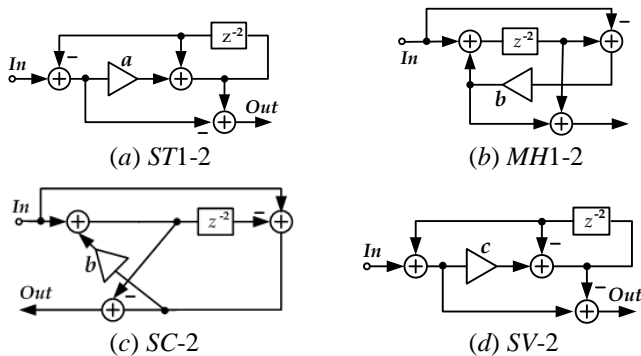 z⁻²
−
a
In
Out
−
(a) ST1-2
−
In
z⁻²
b
(b) MH1-2
In
z⁻²
−
b
Out
−
(c) SC-2
z⁻²
c
−
In
−
Out
(d) SV-2